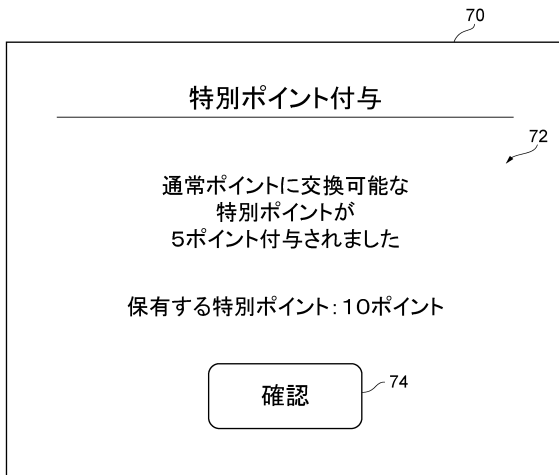 70
特別ポイント付与
72
通常ポイントに交換可能な
特別ポイントが
5ポイント付与されました
保有する特別ポイント:10ポイント
確認
74